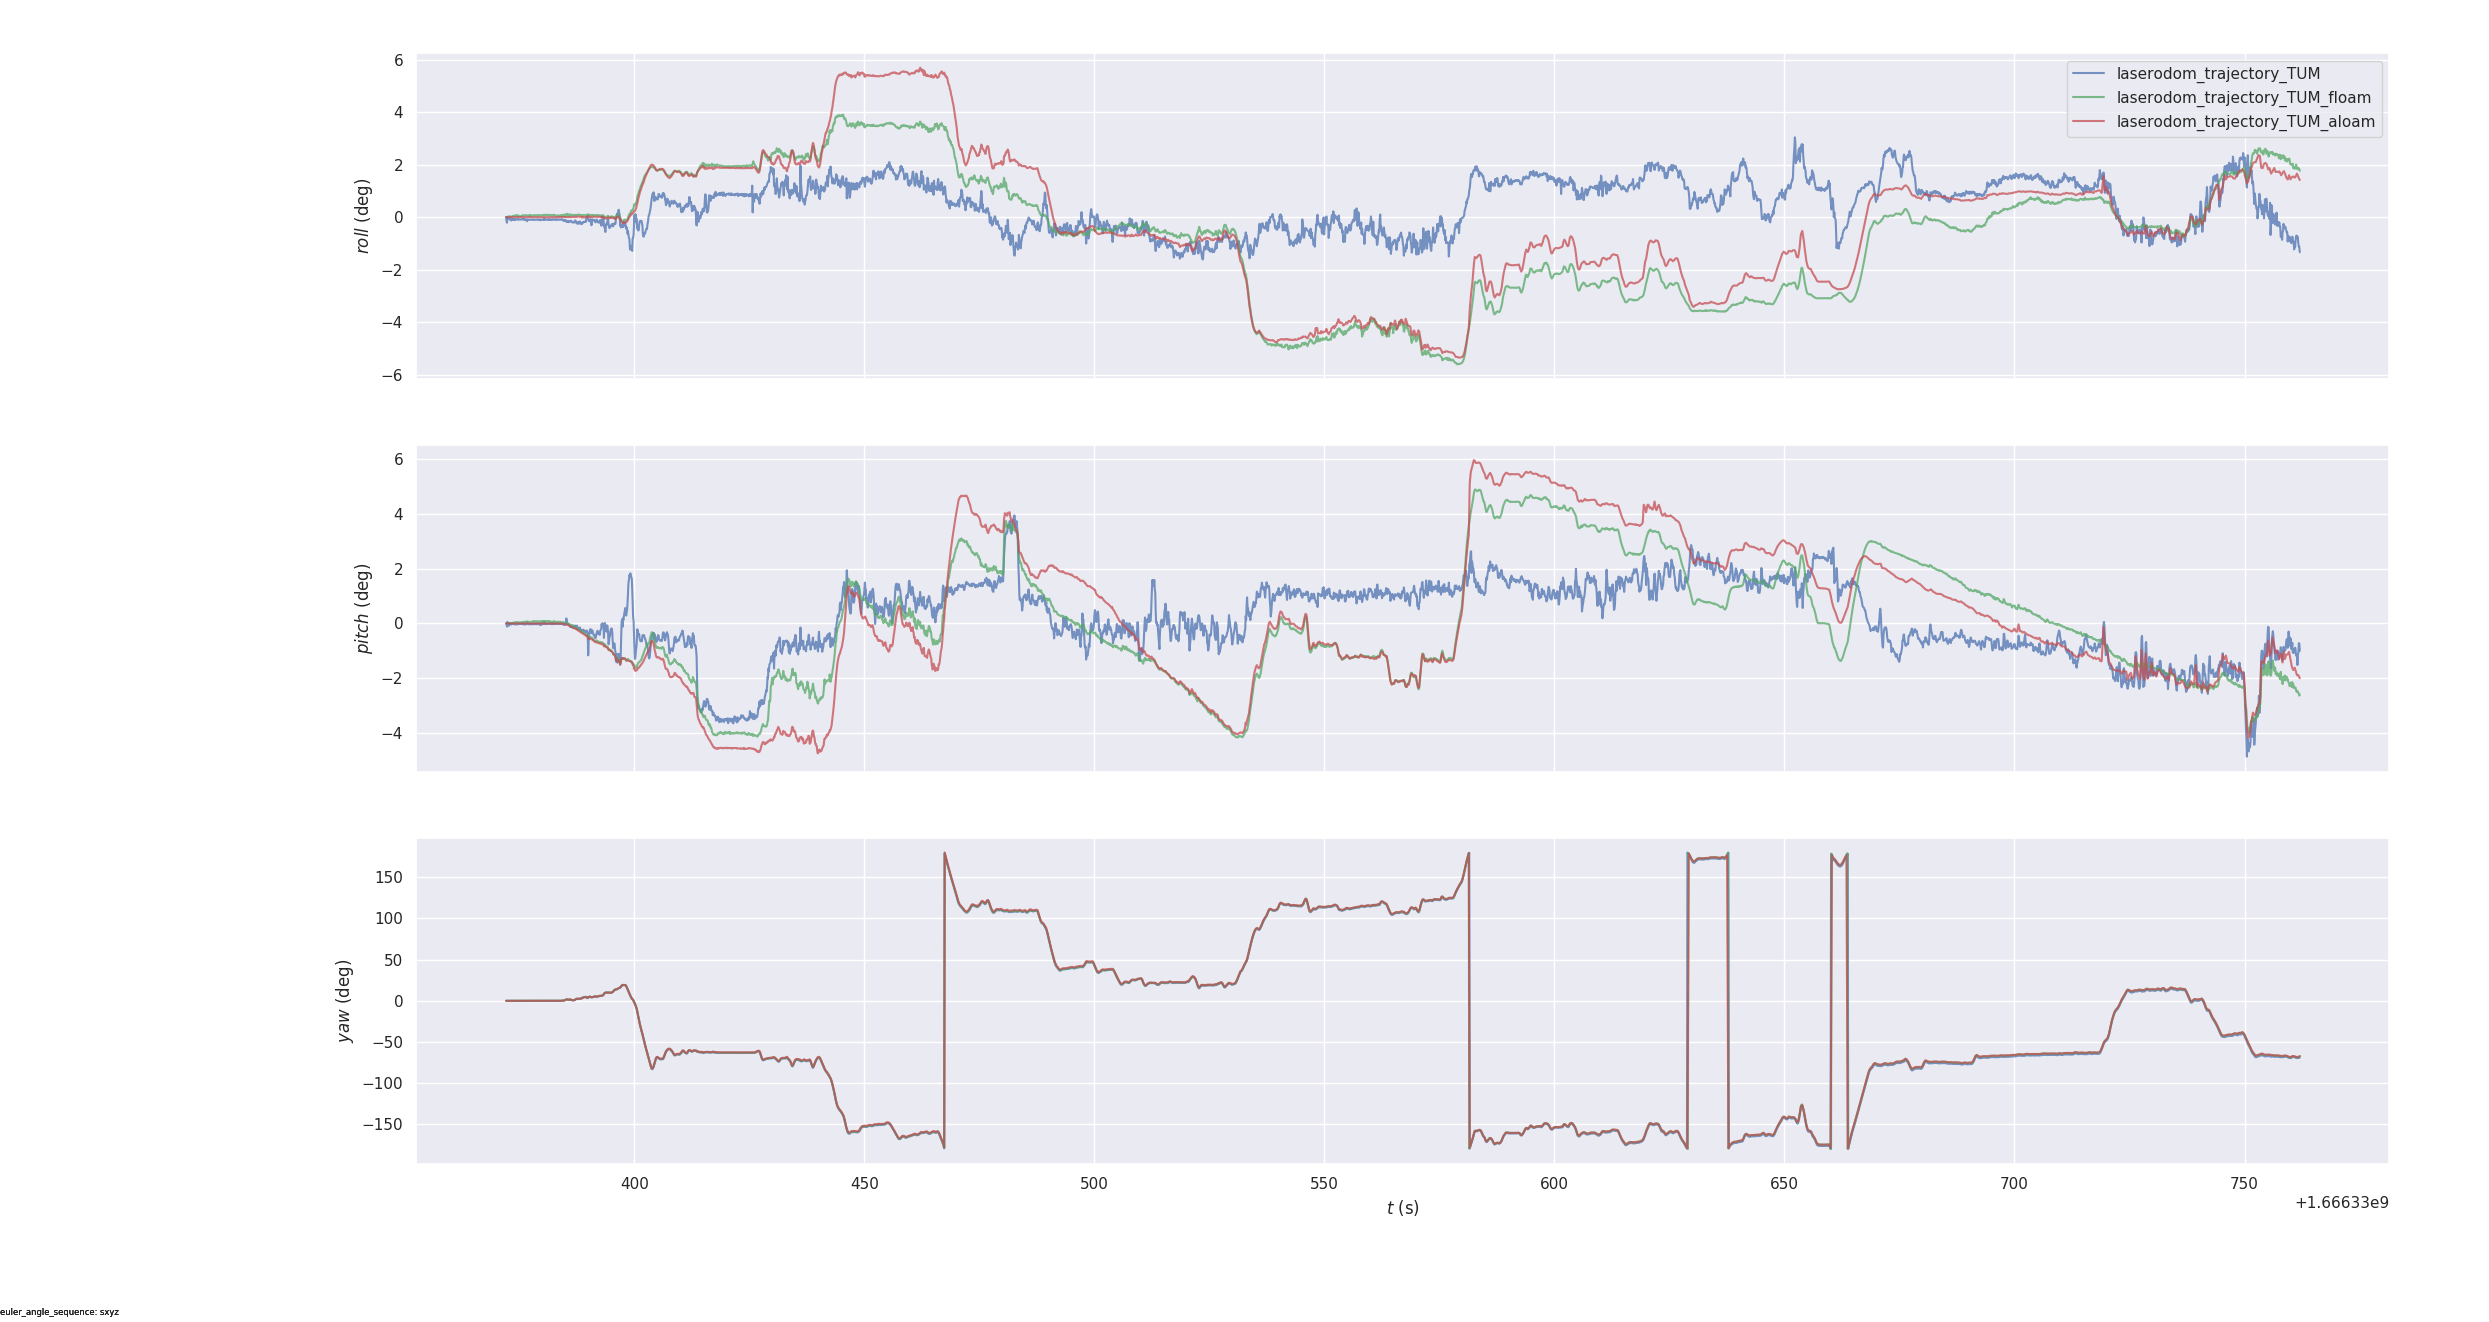 6
4
2
0
−2
−4
−6
roll (deg)
laserodom_trajectory_TUM
laserodom_trajectory_TUM_floam
laserodom_trajectory_TUM_aloam
6
4
2
0
−2
−4
pitch (deg)
150
100
50
0
−50
−100
−150
yaw (deg)
400 450 500 550 600 650 700 750
t (s)
+1.66633e9
euler_angle_sequence: sxyz